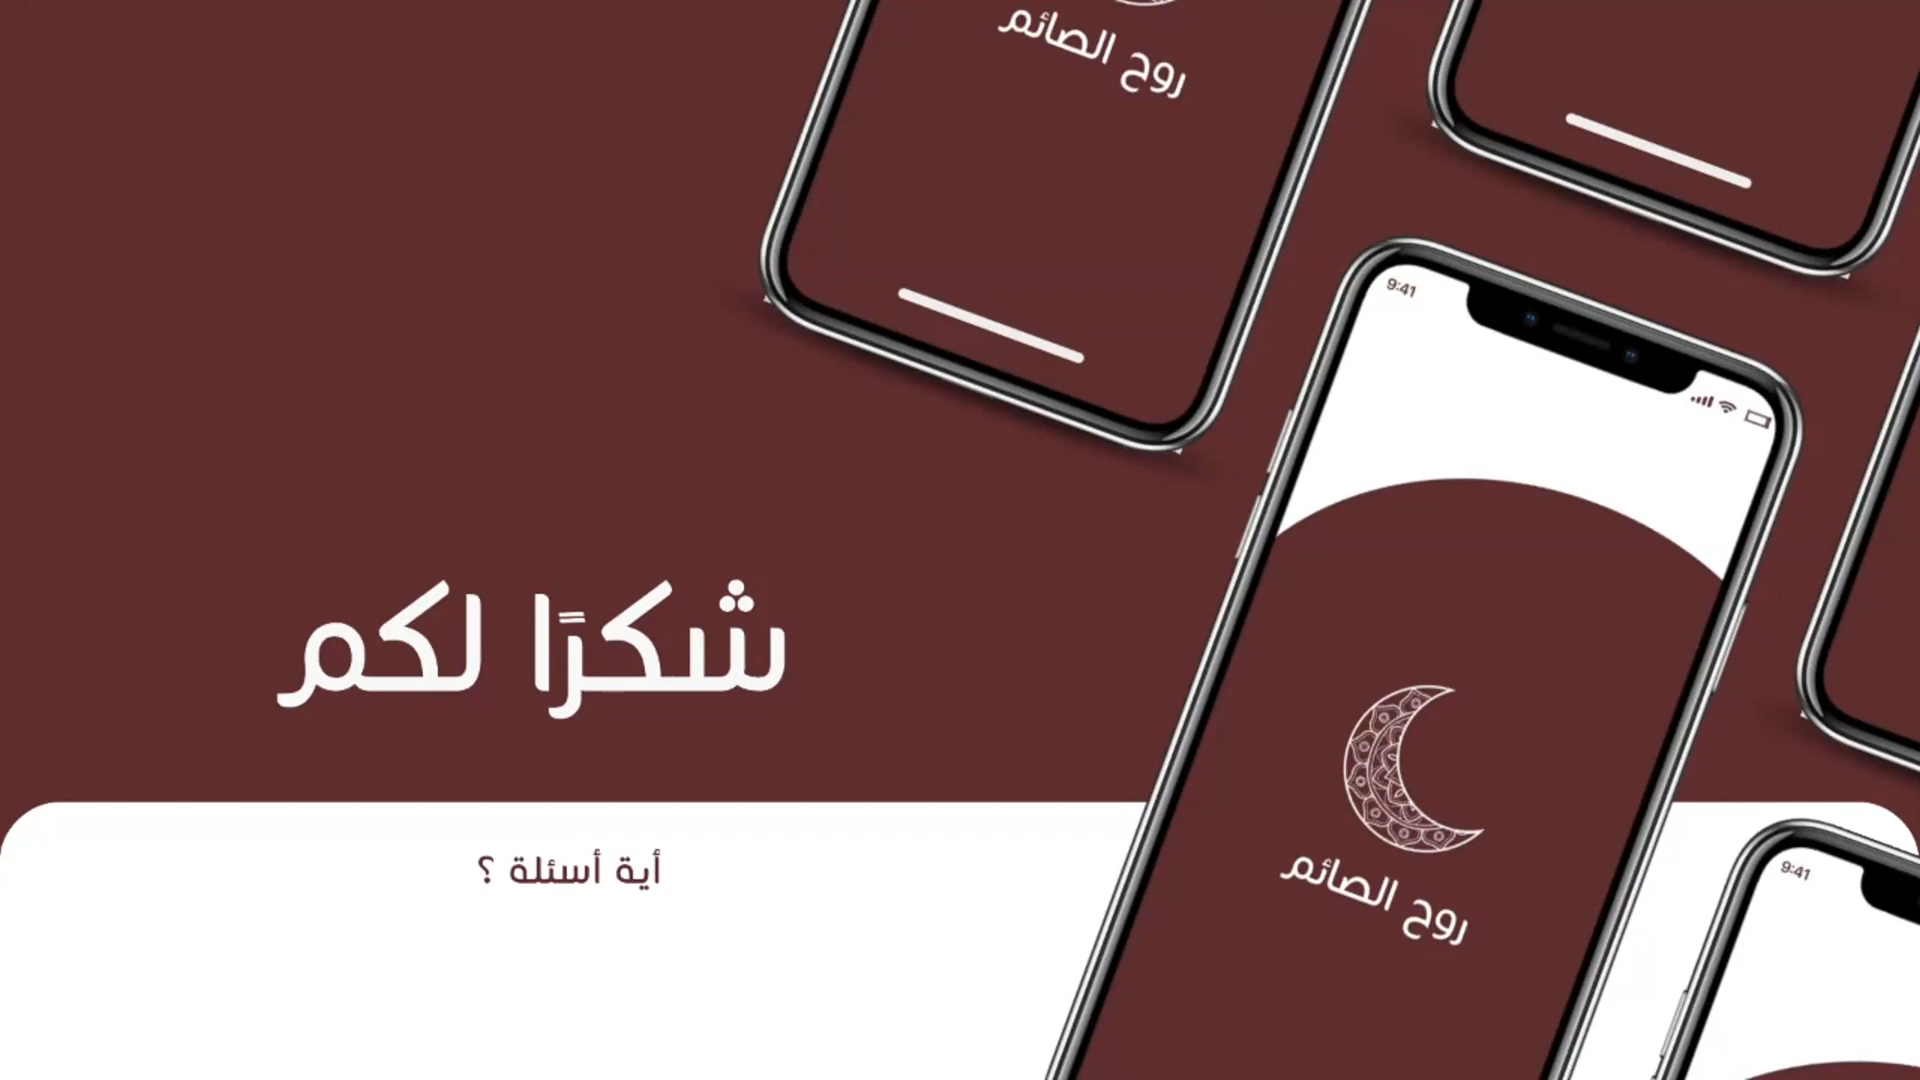 روح الصائم
9:41
شكرًا لكم
روح الصائم
أية أسئلة ؟
9:41